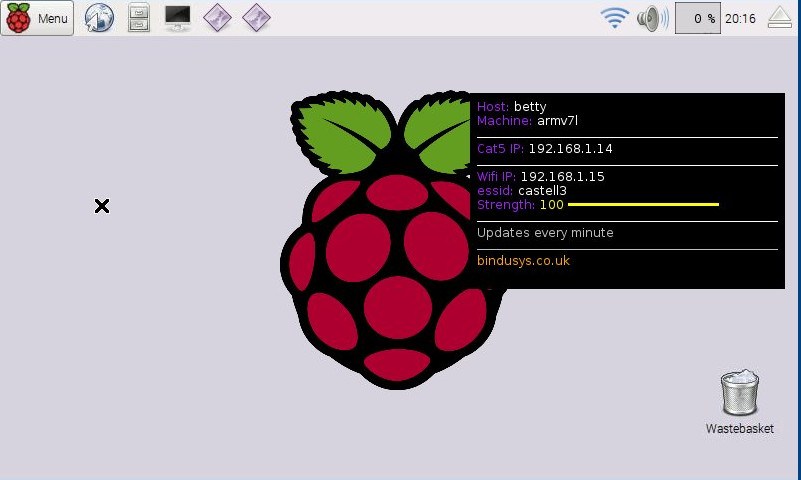 Menu
0 %
20:16
Host: betty
Machine: armv7l
Cat5 IP: 192.168.1.14
Wifi IP: 192.168.1.15
essid: castell3
Strength: 100
Updates every minute
bindusys.co.uk
Wastebasket